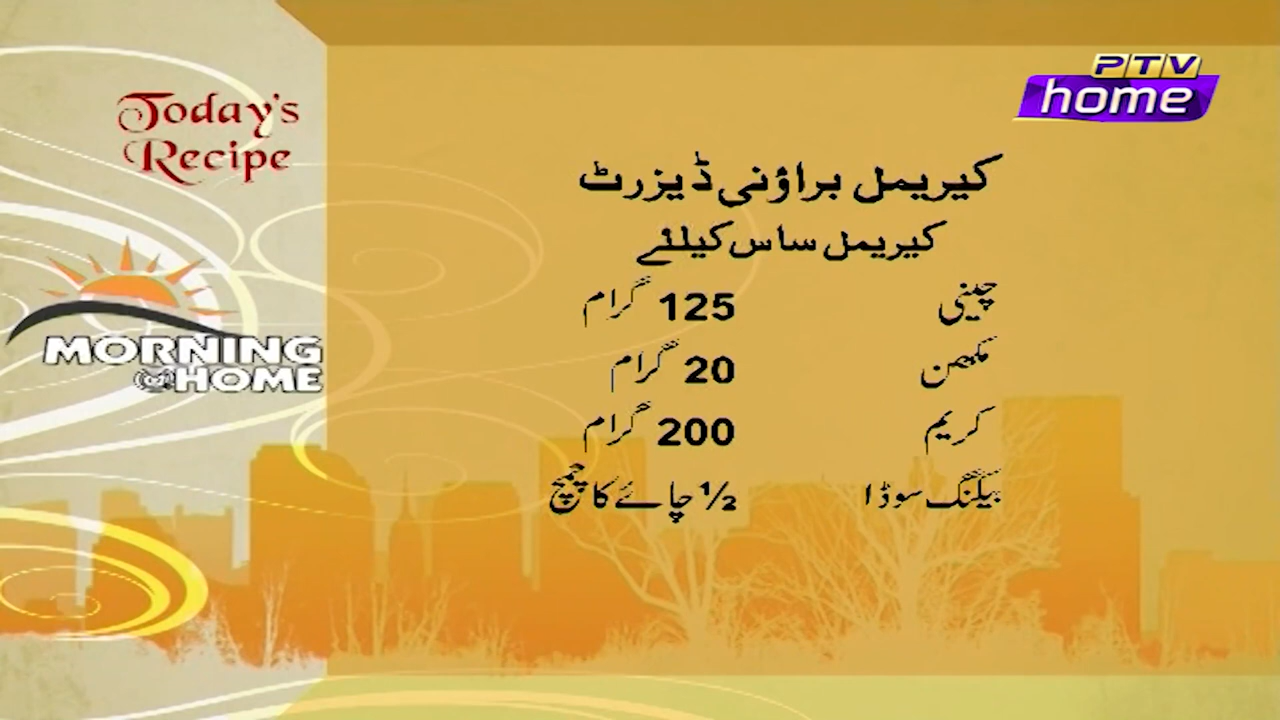 Today's
Recipe
PTV
home
MORNING
@HOME
کیریمل براؤنی ڈیزرٹ
کیریمل ساس کیلئے
چینی 125 گرام
مکھن 20 گرام
کریم 200 گرام
بیکنگ سوڈا ½ چائے کا چمچ